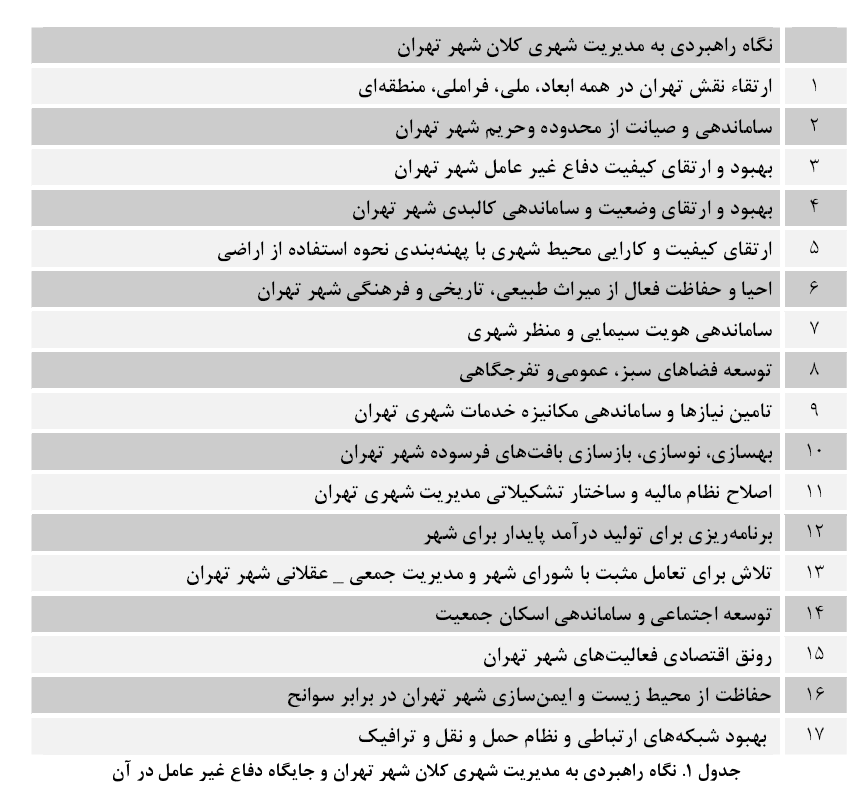 نگاه راهبردی به مدیریت شهری کلان شهر تهران
۱ ارتقاء نقش تهران در همه ابعاد، ملی، فراملی، منطقه‌ای
۲ ساماندهی و صیانت از محدوده وحریم شهر تهران
۳ بهبود و ارتقای کیفیت دفاع غیر عامل شهر تهران
۴ بهبود و ارتقای وضعیت و ساماندهی کالبدی شهر تهران
۵ ارتقای کیفیت و کارایی محیط شهری با پهنه‌بندی نحوه استفاده از اراضی
۶ احیا و حفاظت فعال از میراث طبیعی، تاریخی و فرهنگی شهر تهران
۷ ساماندهی هویت سیمایی و منظر شهری
۸ توسعه فضاهای سبز، عمومی‌و تفرجگاهی
۹ تامین نیازها و ساماندهی مکانیزه خدمات شهری تهران
۱۰ بهسازی، نوسازی، بازسازی بافت‌های فرسوده شهر تهران
۱۱ اصلاح نظام مالیه و ساختار تشکیلاتی مدیریت شهری تهران
۱۲ برنامه‌ریزی برای تولید درآمد پایدار برای شهر
۱۳ تلاش برای تعامل مثبت با شورای شهر و مدیریت جمعی _ عقلانی شهر تهران
۱۴ توسعه اجتماعی و ساماندهی اسکان جمعیت
۱۵ رونق اقتصادی فعالیت‌های شهر تهران
۱۶ حفاظت از محیط زیست و ایمن‌سازی شهر تهران در برابر سوانح
۱۷ بهبود شبکه‌های ارتباطی و نظام حمل و نقل و ترافیک
جدول ۱. نگاه راهبردی به مدیریت شهری کلان شهر تهران و جایگاه دفاع غیر عامل در آن